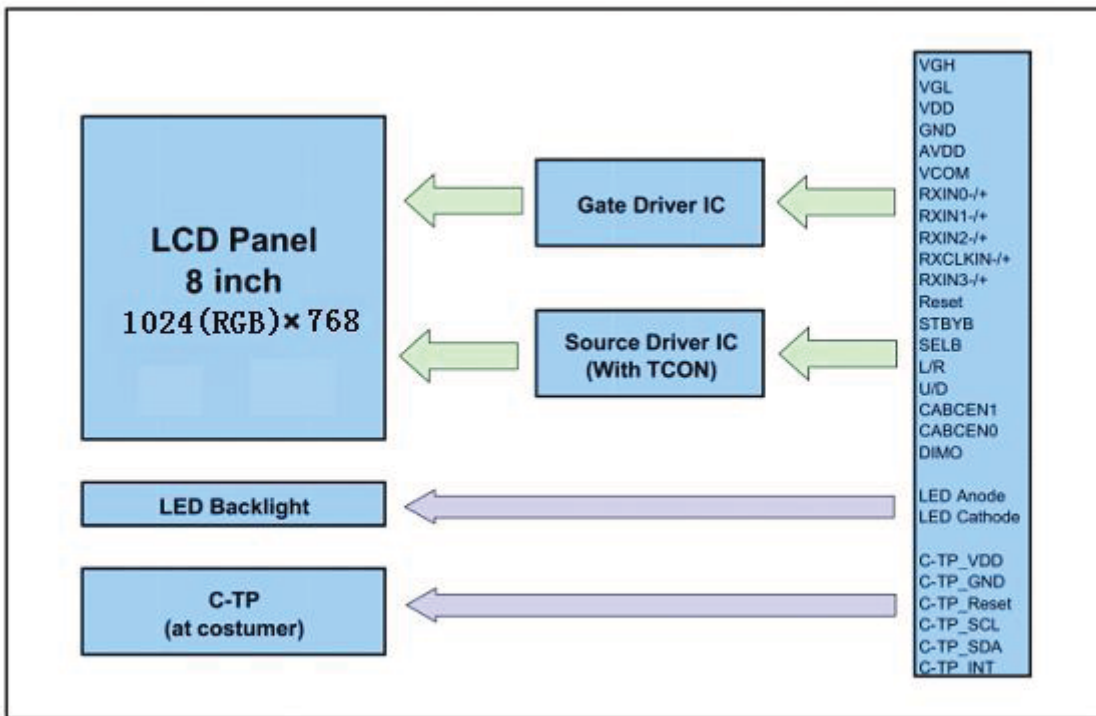 LCD Panel
8 inch
1024(RGB)×768
Gate Driver IC
Source Driver IC
(With TCON)
LED Backlight
C-TP
(at costumer)
VGH
VGL
VDD
GND
AVDD
VCOM
RXIN0-/+
RXIN1-/+
RXIN2-/+
RXCLKIN-/+
RXIN3-/+
Reset
STBYB
SELB
L/R
U/D
CABCEN1
CABCEN0
DIMO
LED Anode
LED Cathode
C-TP_VDD
C-TP_GND
C-TP_Reset
C-TP_SCL
C-TP_SDA
C-TP_INT